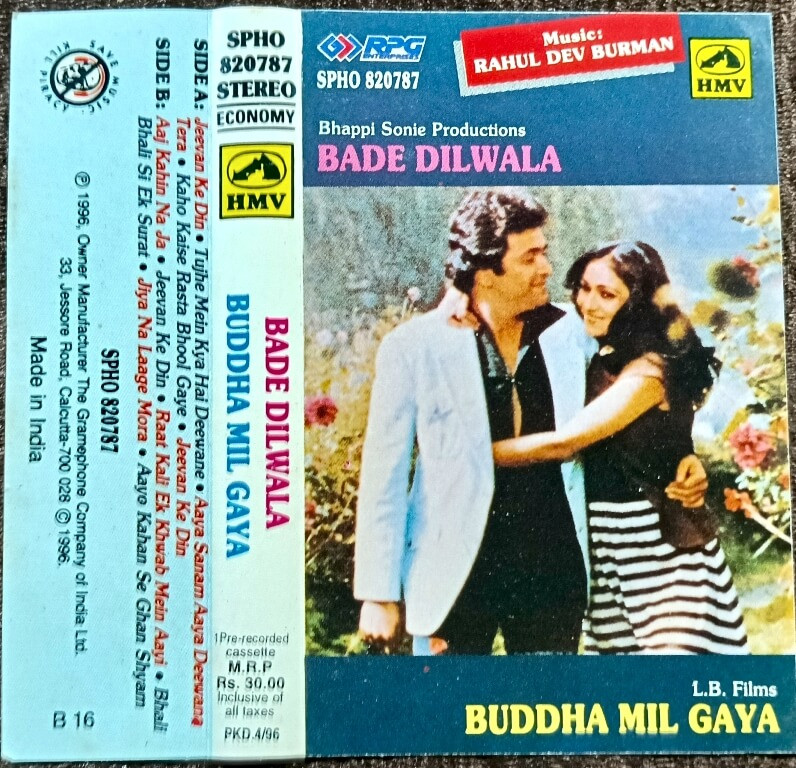 SAVE MUSIC
KILL PIRACY
SIDE A: Jeevan Ke Din • Tujhe Mein Kya Hai Deewane • Aaya Sanam Aaya Deewana
Tera • Kaho Kaise Rasta Bhool Gaye • Jeevan Ke Din
SIDE B: Aaj Kahin Na Ja • Jeevan Ke Din • Raat Kali Ek Khwab Mein Aayi • Bhali
Bhali Si Ek Surat • Jiya Na Laage Mora • Aayo Kahan Se Ghan Shyam
SPHO 820787
℗ 1996, Owner Manufacturer The Gramophone Company of India Ltd.
33, Jessore Road, Calcutta-700 028 © 1996.
Made in India
B 16
SPHO
820787
STEREO
ECONOMY
HMV
BADE DILWALA
BUDDHA MIL GAYA
1 Pre-recorded
cassette
M.R.P
Rs. 30.00
Inclusive of
all taxes
PKD.4/96
RPG
ENTERPRISES
SPHO 820787
Music:
RAHUL DEV BURMAN
HMV
Bhappi Sonie Productions
BADE DILWALA
L.B. Films
BUDDHA MIL GAYA